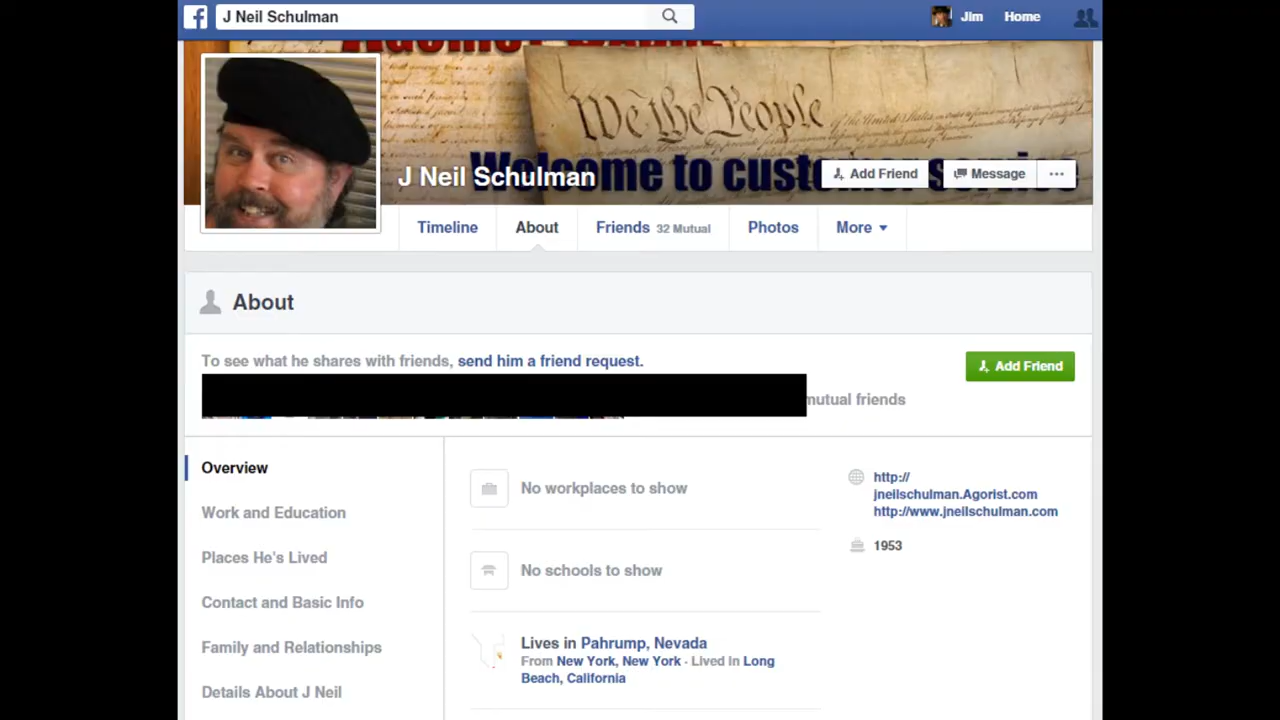 J Neil Schulman
Jim Home
We the People
Welcome to
J Neil Schulman
Add Friend Message ...
Timeline About Friends 32 Mutual Photos More
About
To see what he shares with friends, send him a friend request.
Add Friend
mutual friends
Overview
Work and Education
Places He's Lived
Contact and Basic Info
Family and Relationships
Details About J Neil
No workplaces to show
No schools to show
Lives in Pahrump, Nevada
From New York, New York · Lived in Long
Beach, California
http://
jneilschulman.Agorist.com
http://www.jneilschulman.com
1953